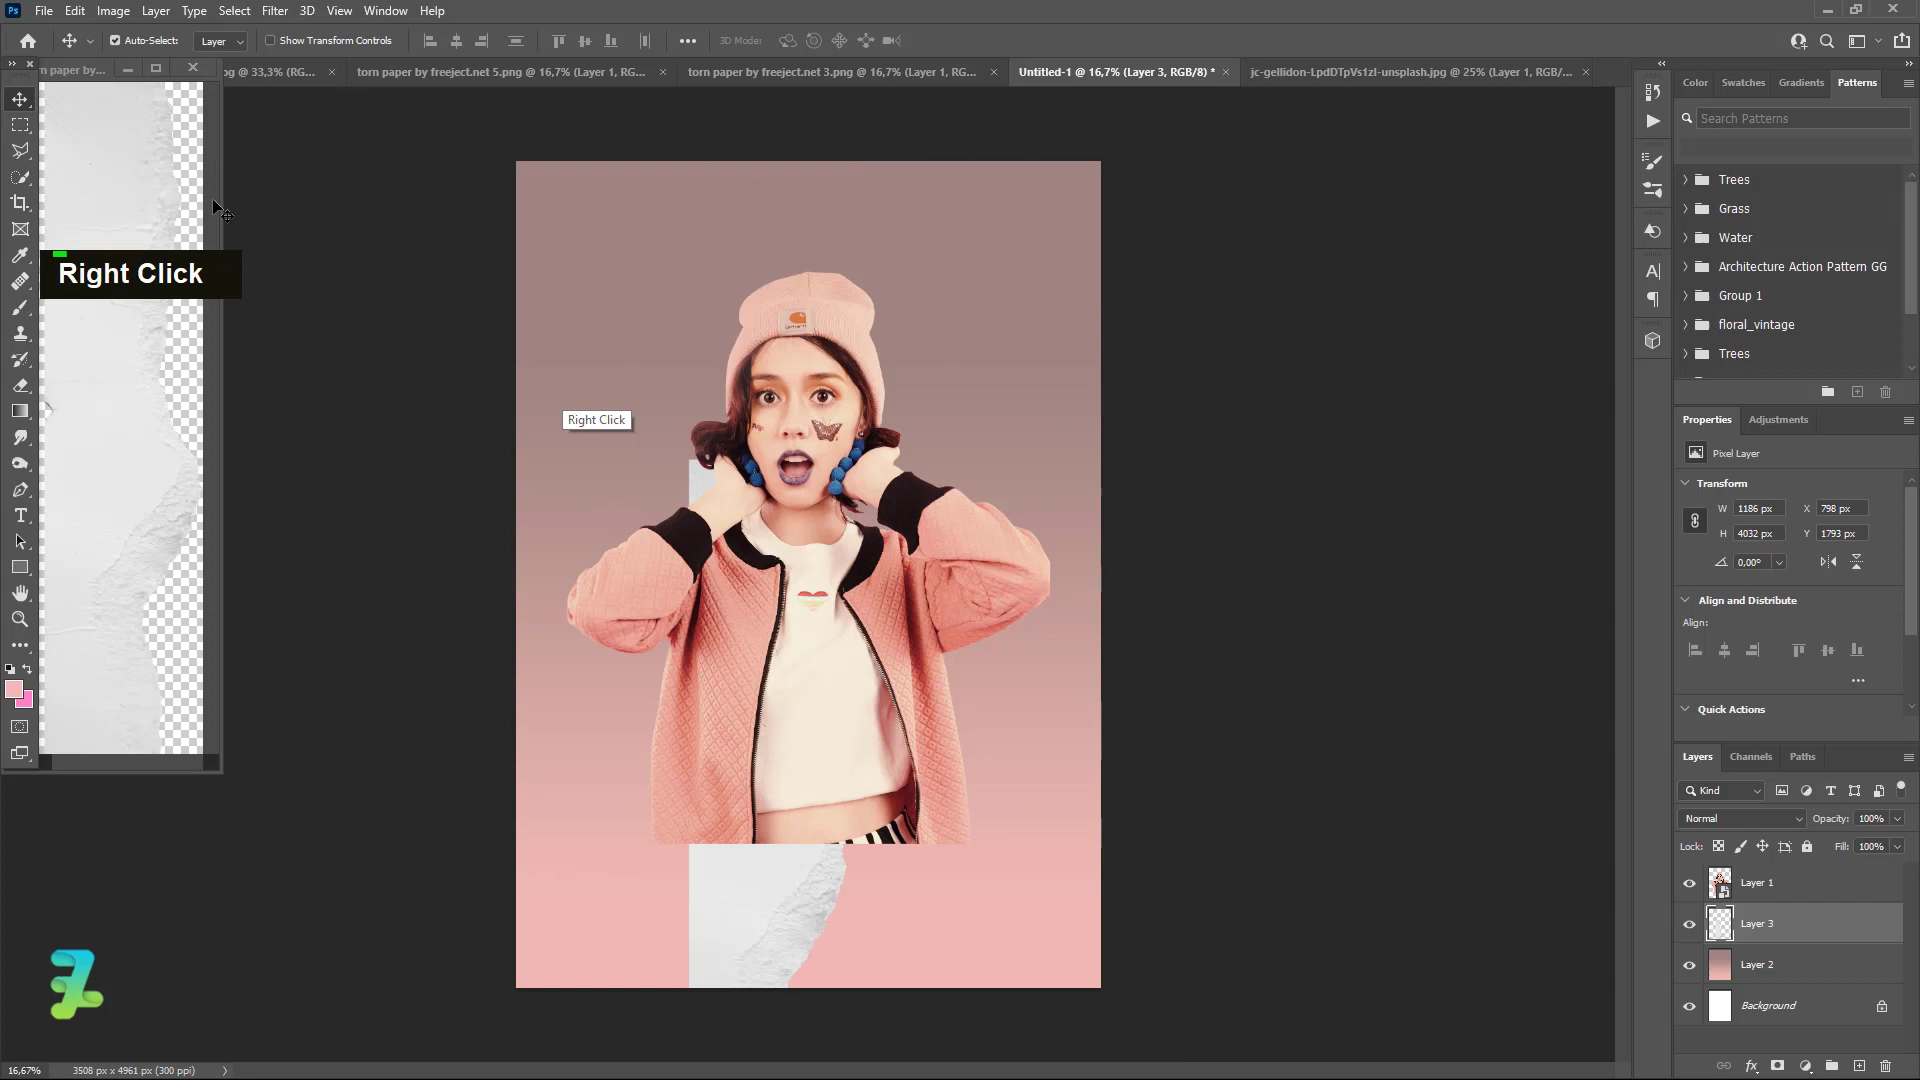 Ps File Edit Image Layer Type Select Filter 3D View Window Help
Auto-Select: Layer Show Transform Controls 3D Mode:
rn paper by... pg @ 33,3% (RG... torn paper by freeject.net 5.png @ 16,7% (Layer 1, RG... torn paper by freeject.net 3.png @ 16,7% (Layer 1, RG... Untitled-1 @ 16,7% (Layer 3, RGB/8) * jc-gellidon-LpdDTpVs1zI-unsplash.jpg @ 25% (Layer 1, RGB/...
Color Swatches Gradients Patterns
Search Patterns
Trees
Grass
Water
Architecture Action Pattern GG
Group 1
floral_vintage
Trees
Right Click
Right Click
Properties Adjustments
Pixel Layer
Transform
W 1186 px X 798 px
H 4032 px Y 1793 px
0,00°
Align and Distribute
Align:
Quick Actions
Layers Channels Paths
Kind
Normal Opacity: 100%
Lock: Fill: 100%
Layer 1
Layer 3
Layer 2
Background
16,67% 3508 px x 4961 px (300 ppi)